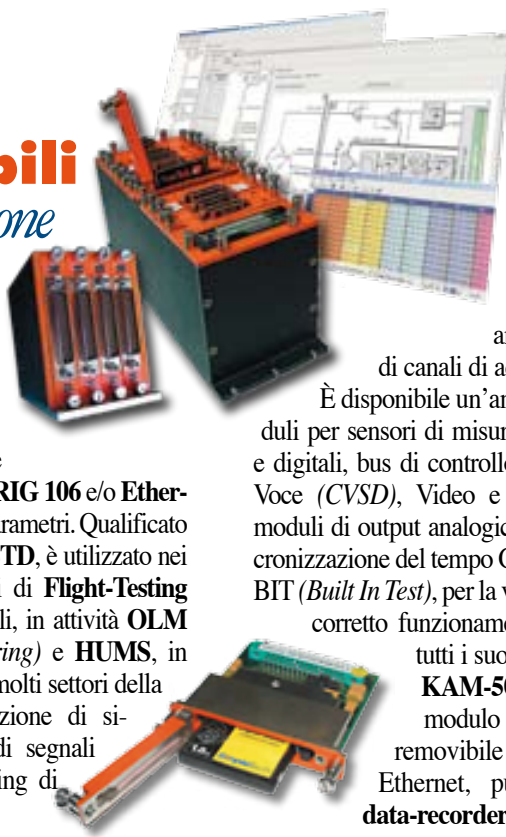 bili
one
e
RIG 106 e/o Ether-
arametri. Qualificato
TD, è utilizzato nei
i di Flight-Testing
li, in attività OLM
ring) e HUMS, in
molti settori della
zione di si-
di segnali
ing di
di canali di ac
È disponibile un'am
duli per sensori di misur
e digitali, bus di controllo
Voce (CVSD), Video e
moduli di output analogic
cronizzazione del tempo G
BIT (Built In Test), per la v
corretto funzionamen
tutti i suo
KAM-50
modulo
removibile
Ethernet, pu
data-recorder